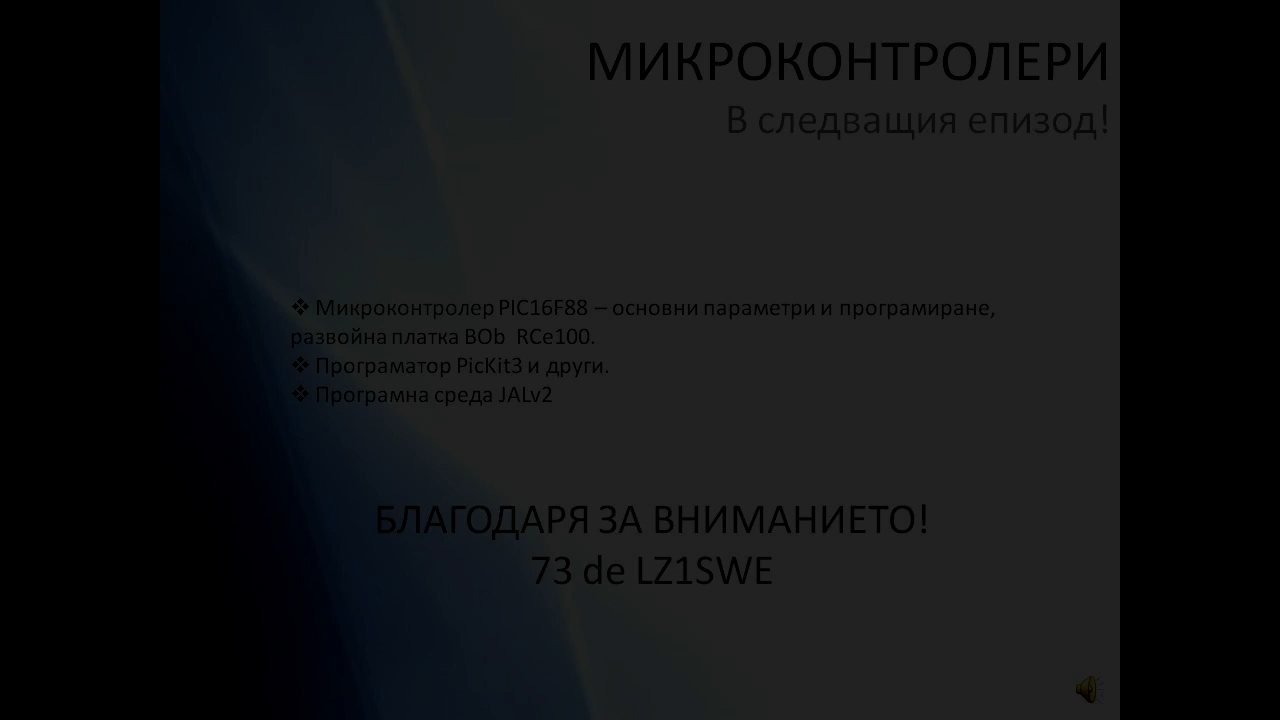 МИКРОКОНТРОЛЕРИ
В следващия епизод!
❖ Микроконтролер PIC16F88 – основни параметри и програмиране,
развойна платка BOb RCe100.
❖ Програматор PicKit3 и други.
❖ Програмна среда JALv2
БЛАГОДАРЯ ЗА ВНИМАНИЕТО!
73 de LZ1SWE